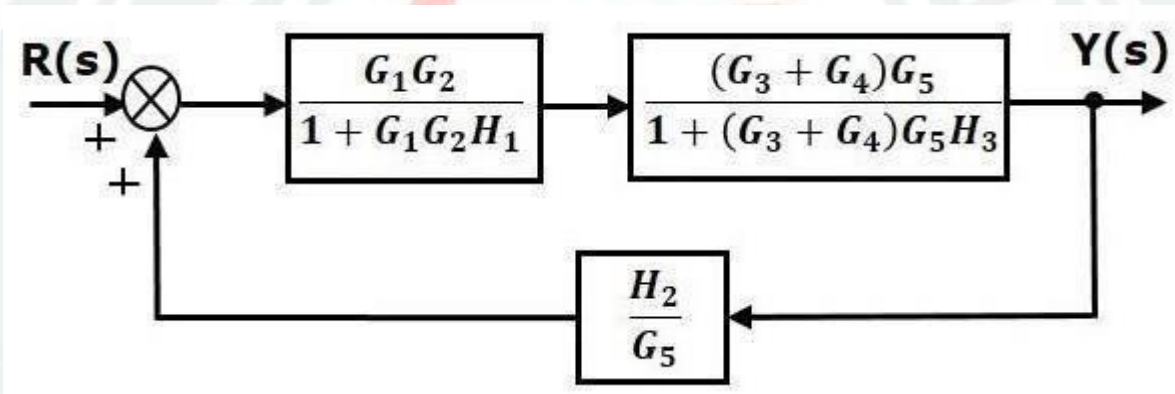 R(s)
+
+
G₁G₂
1 + G₁G₂H₁
(G₃ + G₄)G₅
1 + (G₃ + G₄)G₅H₃
Y(s)
H₂
G₅